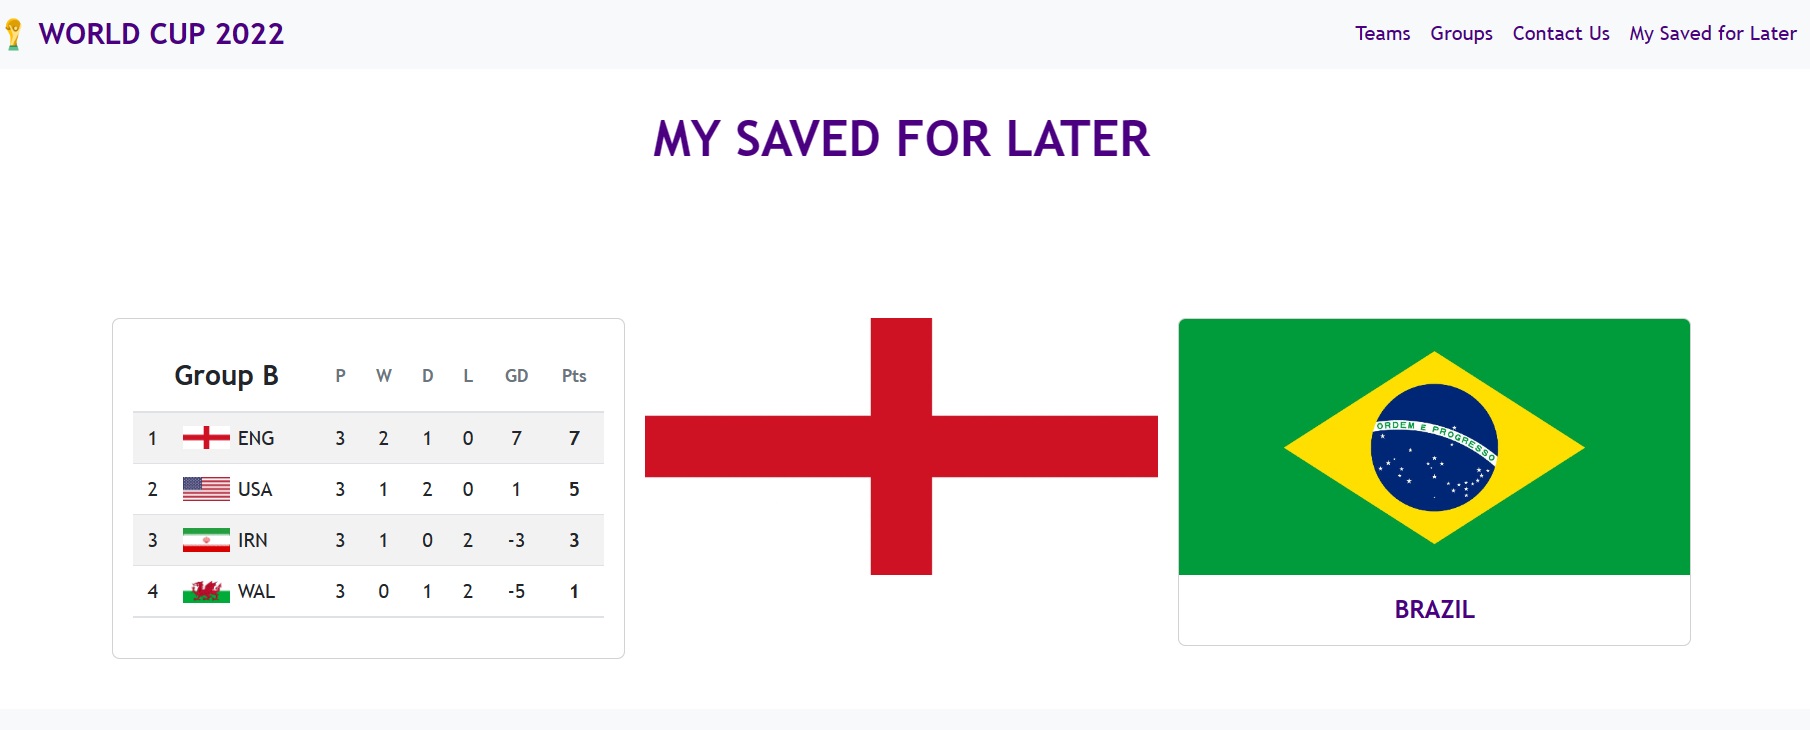 WORLD CUP 2022
Teams Groups Contact Us My Saved for Later
MY SAVED FOR LATER
Group B P W D L GD Pts
1 ENG 3 2 1 0 7 7
2 USA 3 1 2 0 1 5
3 IRN 3 1 0 2 -3 3
4 WAL 3 0 1 2 -5 1
ORDEM E PROGRESSO
BRAZIL